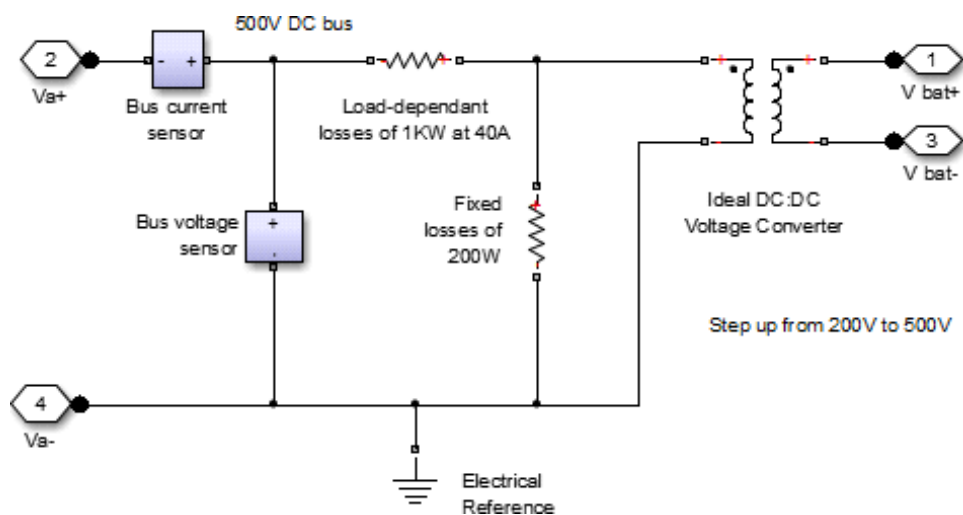 500V DC bus
2
Va+
-
+
Bus current
sensor
Load-dependant
losses of 1KW at 40A
1
V bat+
3
V bat-
Bus voltage
sensor
+
-
Fixed
losses of
200W
Ideal DC:DC
Voltage Converter
Step up from 200V to 500V
4
Va-
Electrical
Reference